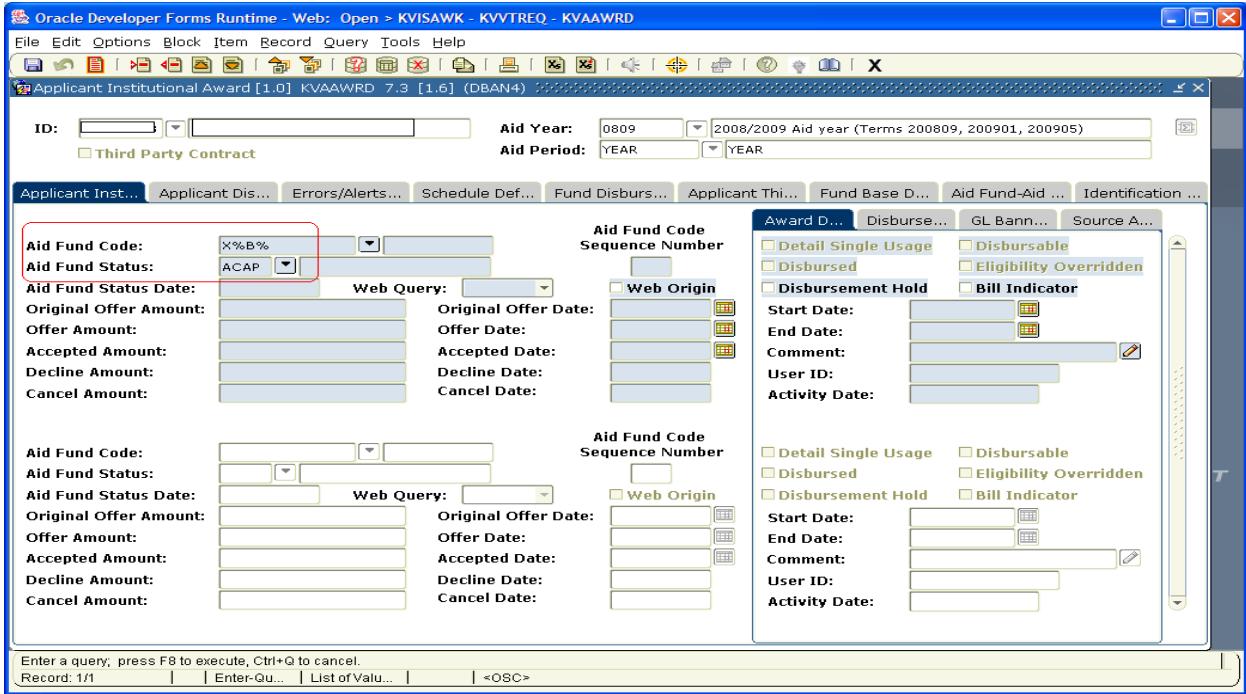 Oracle Developer Forms Runtime - Web: Open > KVISAWK - KVVTREQ - KVAAWRD
File Edit Options Block Item Record Query Tools Help
Applicant Institutional Award [1.0] KVAAWRD 7.3 [1.6] (DBAN4)
ID: Aid Year: 0809 2008/2009 Aid year (Terms 200809, 200901, 200905)
Third Party Contract Aid Period: YEAR YEAR
Applicant Inst... Applicant Dis... Errors/Alerts... Schedule Def... Fund Disburs... Applicant Thi... Fund Base D... Aid Fund-Aid ... Identification ...
Award D... Disburse... GL Bann... Source A...
Aid Fund Code
Aid Fund Code: X%B% Sequence Number Detail Single Usage Disbursable
Aid Fund Status: ACAP Disbursed Eligibility Overridden
Aid Fund Status Date: Web Query: Web Origin Disbursement Hold Bill Indicator
Original Offer Amount: Original Offer Date: Start Date:
Offer Amount: Offer Date: End Date:
Accepted Amount: Accepted Date: Comment:
Decline Amount: Decline Date: User ID:
Cancel Amount: Cancel Date: Activity Date:
Aid Fund Code
Aid Fund Code: Sequence Number Detail Single Usage Disbursable
Aid Fund Status: Disbursed Eligibility Overridden
Aid Fund Status Date: Web Query: Web Origin Disbursement Hold Bill Indicator
Original Offer Amount: Original Offer Date: Start Date:
Offer Amount: Offer Date: End Date:
Accepted Amount: Accepted Date: Comment:
Decline Amount: Decline Date: User ID:
Cancel Amount: Cancel Date: Activity Date:
Enter a query; press F8 to execute, Ctrl+Q to cancel.
Record: 1/1 Enter-Qu... List of Valu... <OSC>